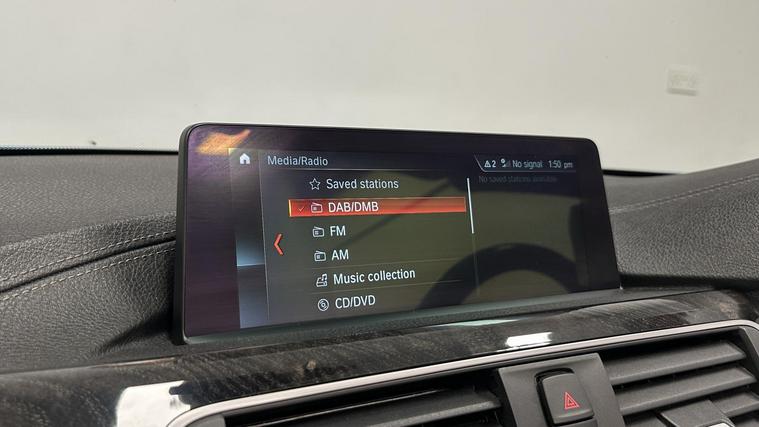 Media/Radio
2 No signal 1:50 pm
Saved stations
No saved stations available.
DAB/DMB
FM
AM
Music collection
CD/DVD